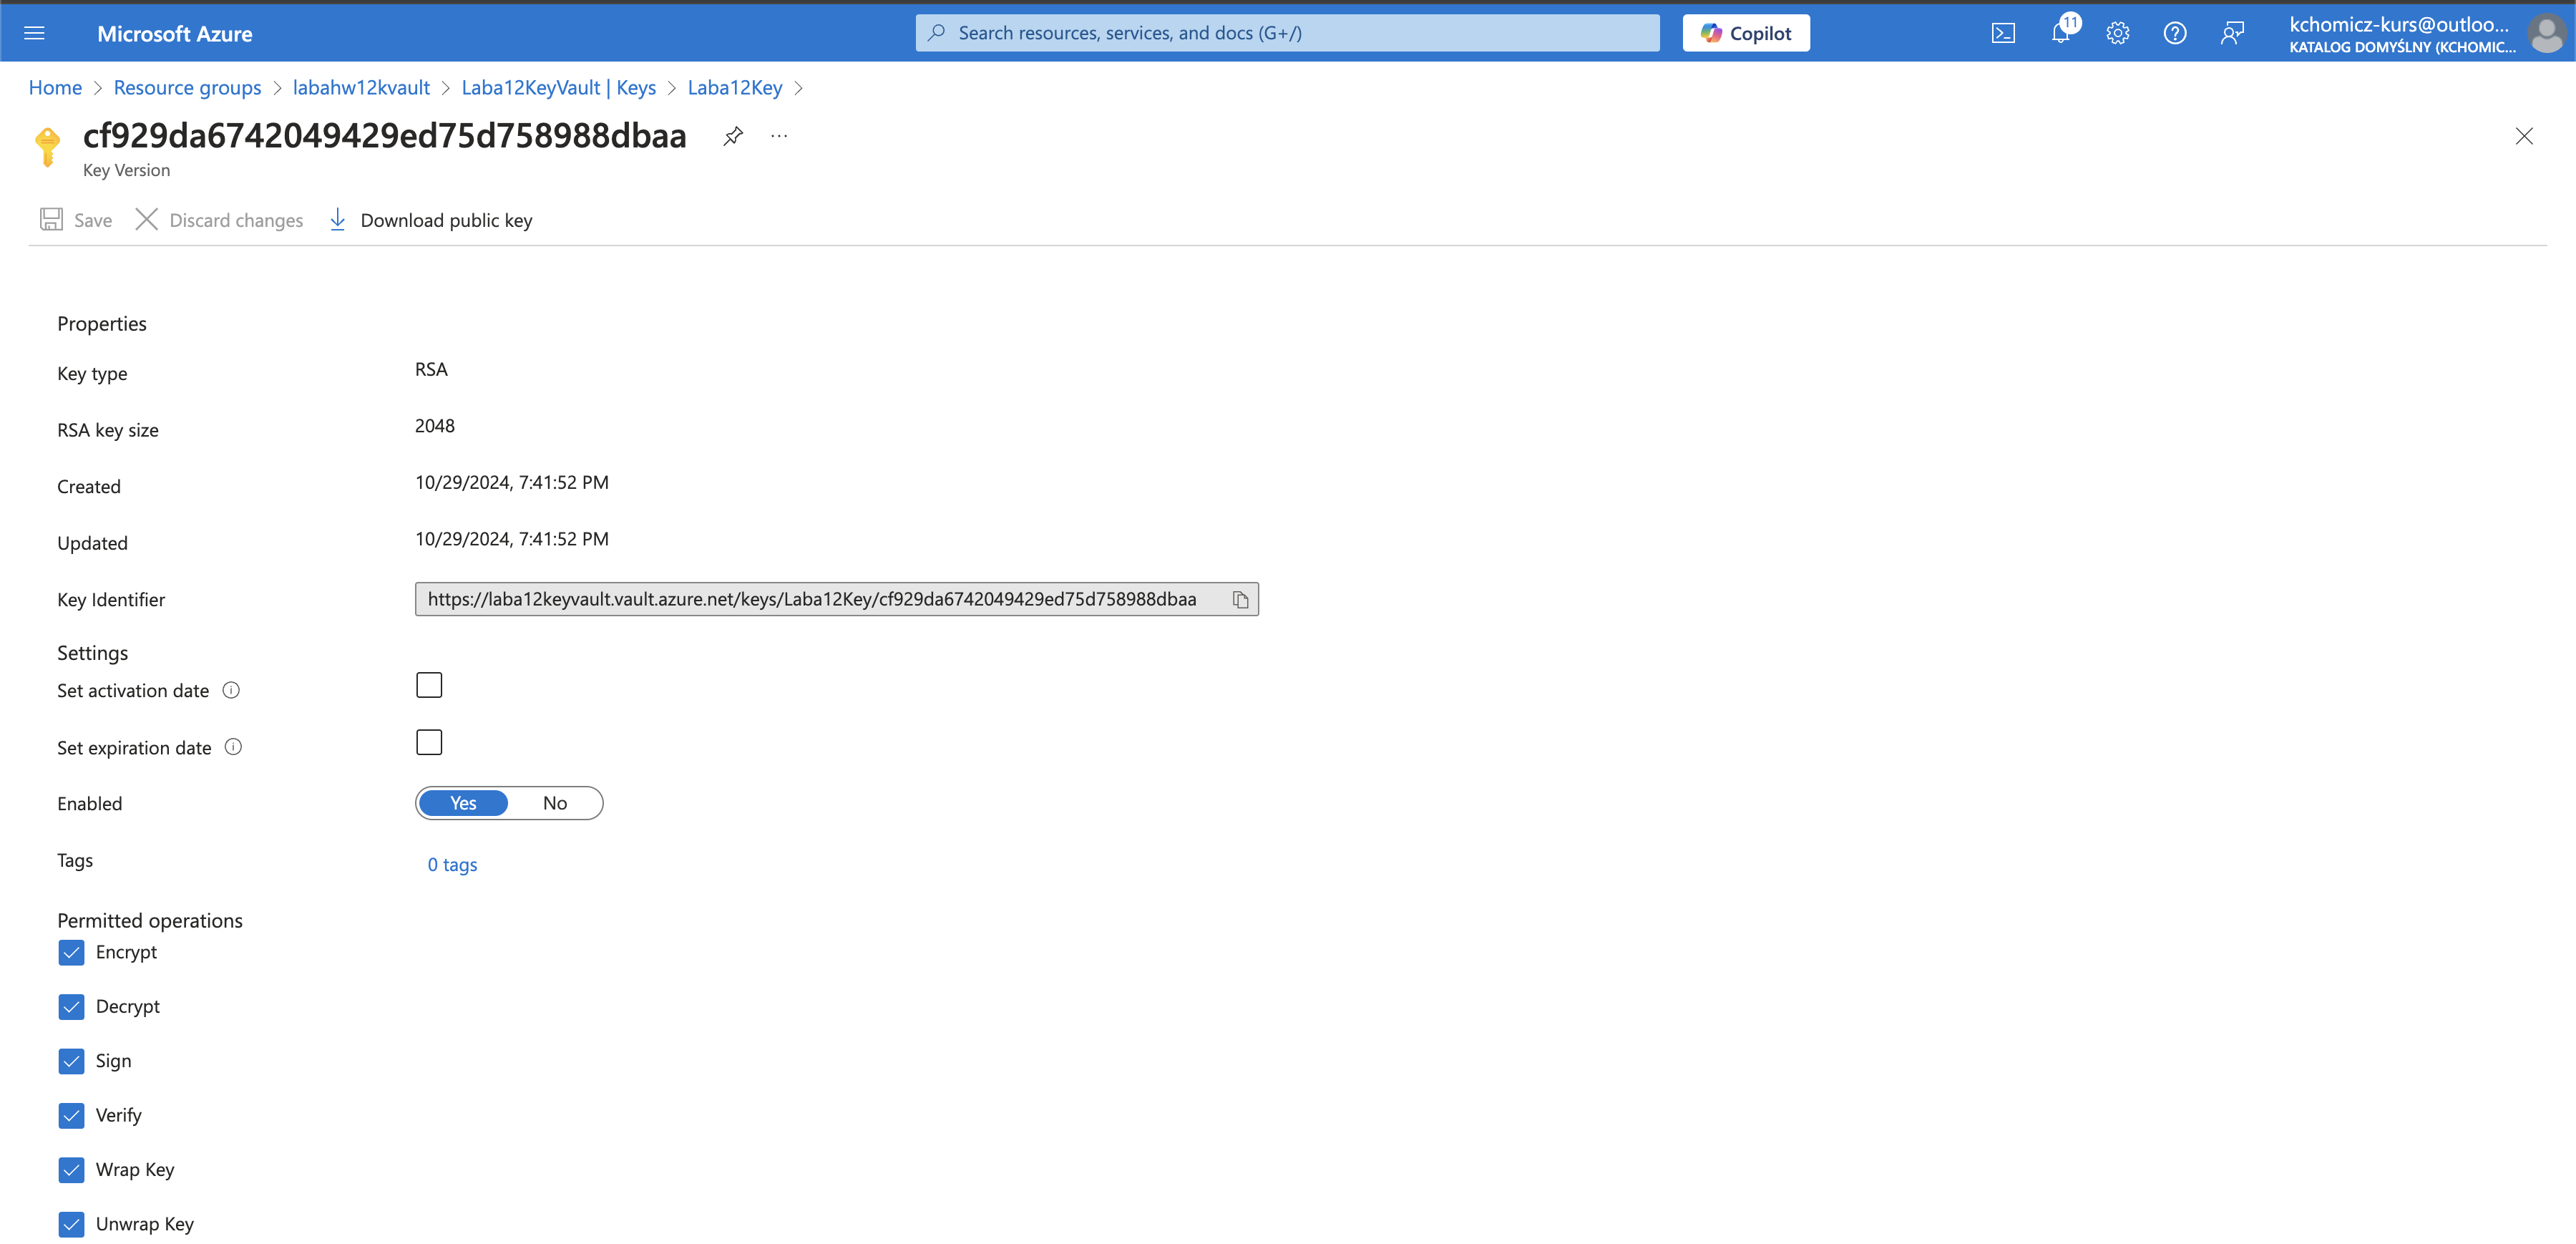 Microsoft Azure
Search resources, services, and docs (G+/)
Copilot
11
kchomicz-kurs@outloo...
KATALOG DOMYŚLNY (KCHOMIC...
Home > Resource groups > labahw12kvault > Laba12KeyVault | Keys > Laba12Key >
cf929da6742049429ed75d758988dbaa
Key Version
Save Discard changes Download public key
Properties
Key type RSA
RSA key size 2048
Created 10/29/2024, 7:41:52 PM
Updated 10/29/2024, 7:41:52 PM
Key Identifier https://laba12keyvault.vault.azure.net/keys/Laba12Key/cf929da6742049429ed75d758988dbaa
Settings
Set activation date
Set expiration date
Enabled Yes No
Tags 0 tags
Permitted operations
Encrypt
Decrypt
Sign
Verify
Wrap Key
Unwrap Key